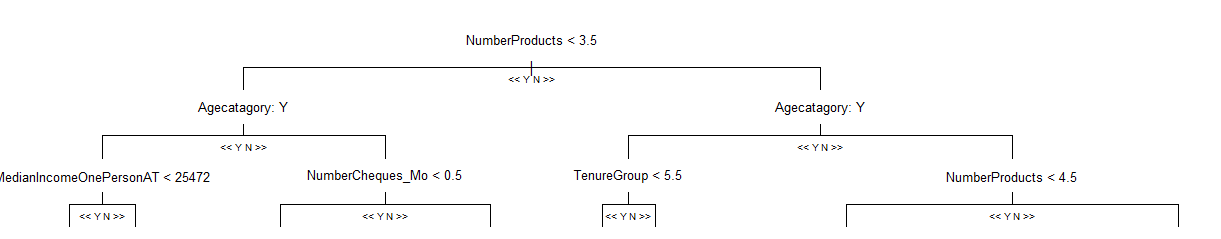 NumberProducts < 3.5
<< Y N >>
Agecatagory: Y
Agecatagory: Y
<< Y N >>
<< Y N >>
MedianIncomeOnePersonAT < 25472
NumberCheques_Mo < 0.5
TenureGroup < 5.5
NumberProducts < 4.5
<< Y N >>
<< Y N >>
<< Y N >>
<< Y N >>